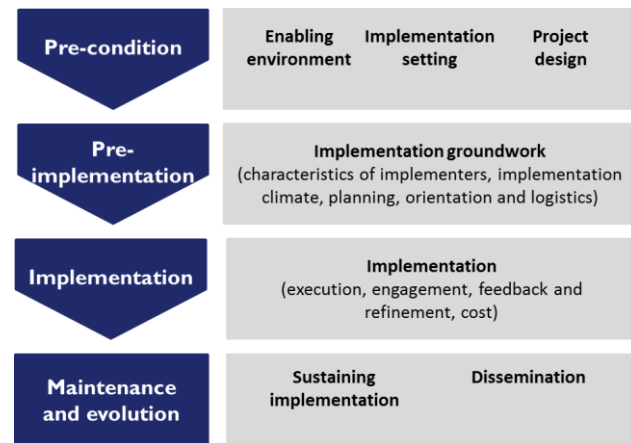 Pre-condition
Enabling environment
Implementation setting
Project design
Pre-
implementation
Implementation groundwork
(characteristics of implementers, implementation
climate, planning, orientation and logistics)
Implementation
Implementation
(execution, engagement, feedback and
refinement, cost)
Maintenance
and evolution
Sustaining
implementation
Dissemination